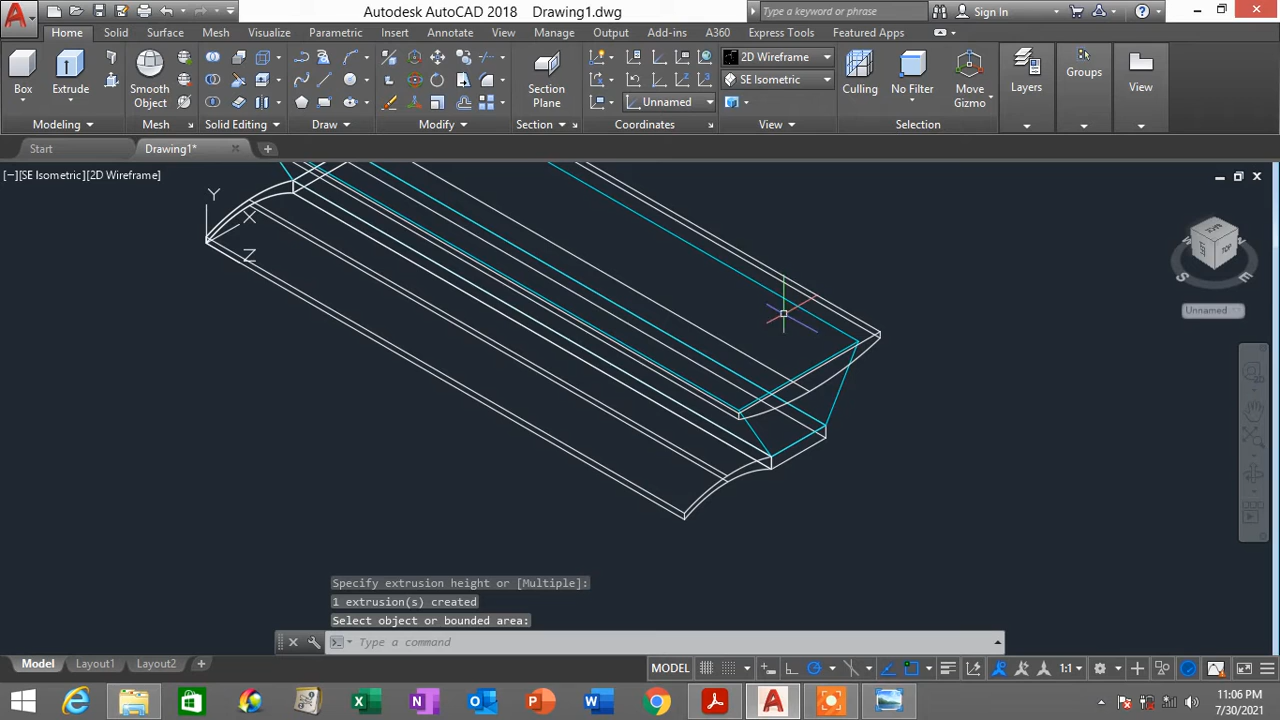 Autodesk AutoCAD 2018 Drawing1.dwg
Type a keyword or phrase
Sign In
Home Solid Surface Mesh Visualize Parametric Insert Annotate View Manage Output Add-ins A360 Express Tools Featured Apps
Box
Extrude
Smooth
Object
Section
Plane
2D Wireframe
SE Isometric
Unnamed
Culling
No Filter
Move
Gizmo
Layers
Groups
View
Modeling
Mesh
Solid Editing
Draw
Modify
Section
Coordinates
View
Selection
Start
Drawing1*
[−][SE Isometric][2D Wireframe]
Y
X
Z
TOP
W
S
E
Unnamed
2D
Specify extrusion height or [Multiple]:
1 extrusion(s) created
Select object or bounded area:
Type a command
Model Layout1 Layout2
MODEL
1:1
11:06 PM
7/30/2021